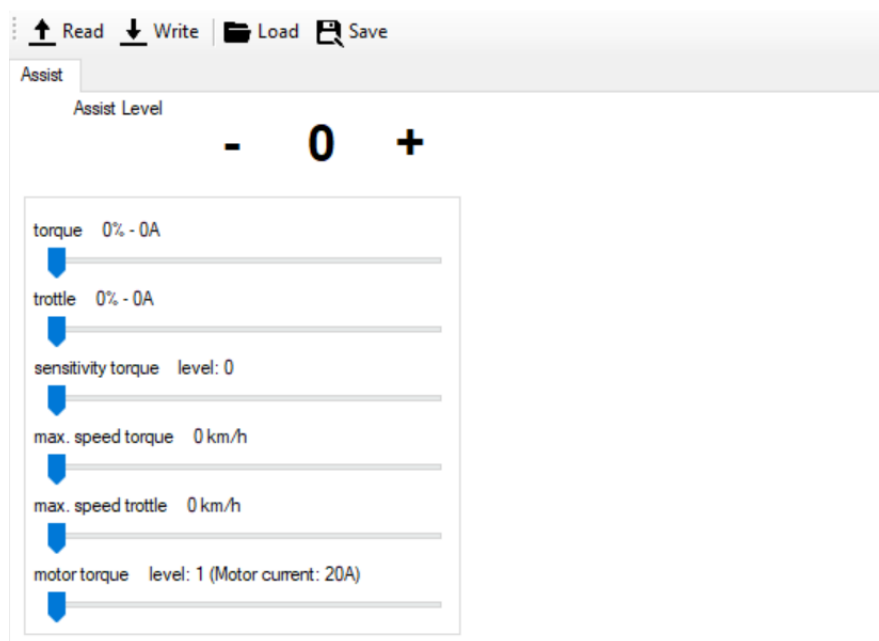 Read Write Load Save
Assist
Assist Level
- 0 +
torque 0% - 0A
trottle 0% - 0A
sensitivity torque level: 0
max. speed torque 0 km/h
max. speed trottle 0 km/h
motor torque level: 1 (Motor current: 20A)